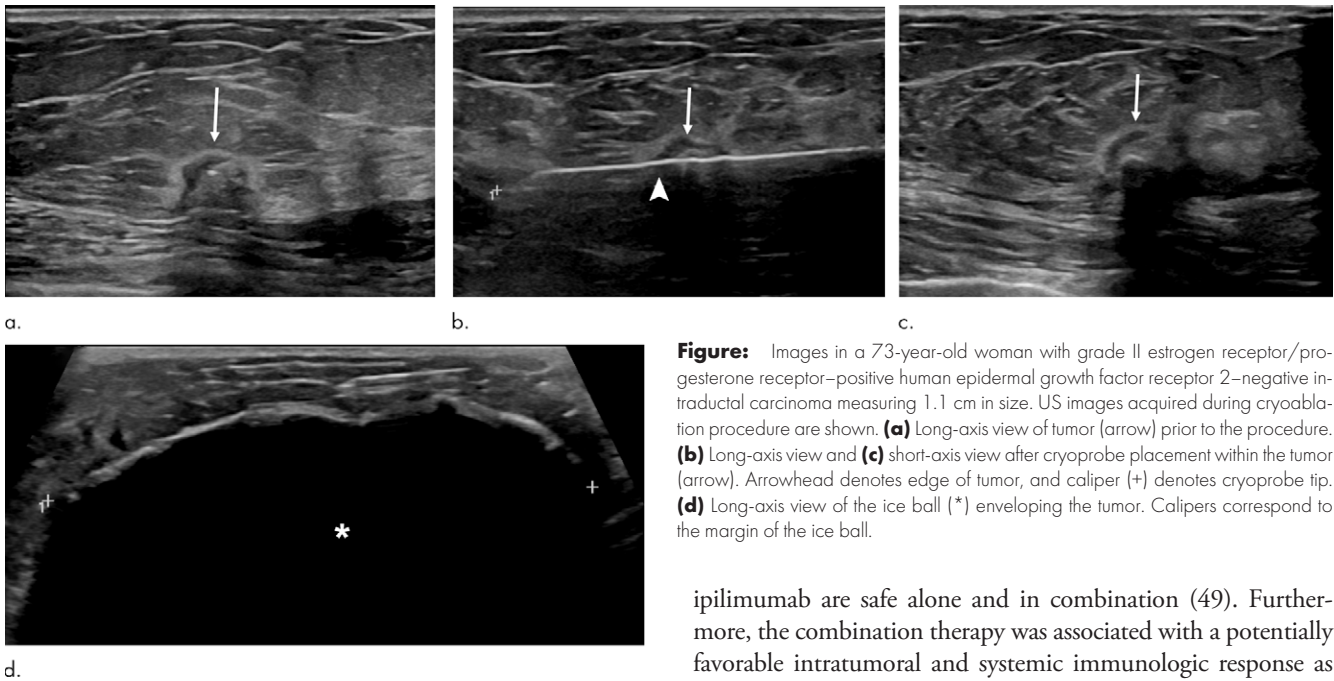 a.
b.
c.
d.
Figure: Images in a 73-year-old woman with grade II estrogen receptor/pro-
gesterone receptor–positive human epidermal growth factor receptor 2–negative in-
traductal carcinoma measuring 1.1 cm in size. US images acquired during cryoabla-
tion procedure are shown. (a) Long-axis view of tumor (arrow) prior to the procedure.
(b) Long-axis view and (c) short-axis view after cryoprobe placement within the tumor
(arrow). Arrowhead denotes edge of tumor, and caliper (+) denotes cryoprobe tip.
(d) Long-axis view of the ice ball (*) enveloping the tumor. Calipers correspond to
the margin of the ice ball.
ipilimumab are safe alone and in combination (49). Further-
more, the combination therapy was associated with a potentially
favorable intratumoral and systemic immunologic response as